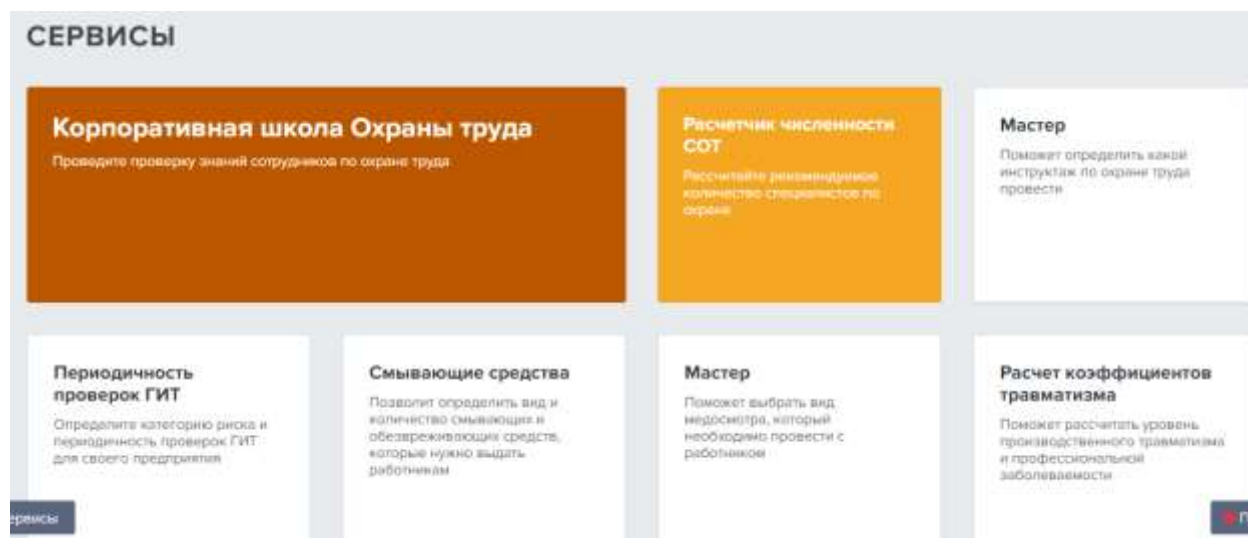 СЕРВИСЫ
Корпоративная школа Охраны труда
Проведите проверку знаний сотрудников по охране труда
Расчетчик численности
СОТ
Рассчитайте рекомендуемое
количество специалистов по
охране
Мастер
Поможет определить какой
инструктаж по охране труда
провести
Периодичность
проверок ГИТ
Определите категорию риска и
периодичность проверок ГИТ
для своего предприятия
Смывающие средства
Позволит определить вид и
количество смывающих и
обезвреживающих средств,
которые нужно выдать
работникам
Мастер
Поможет выбрать вид
медосмотра, который
необходимо провести с
работником
Расчет коэффициентов
травматизма
Поможет рассчитать уровень
производственного травматизма
и профессиональной
заболеваемости
ервисы
П